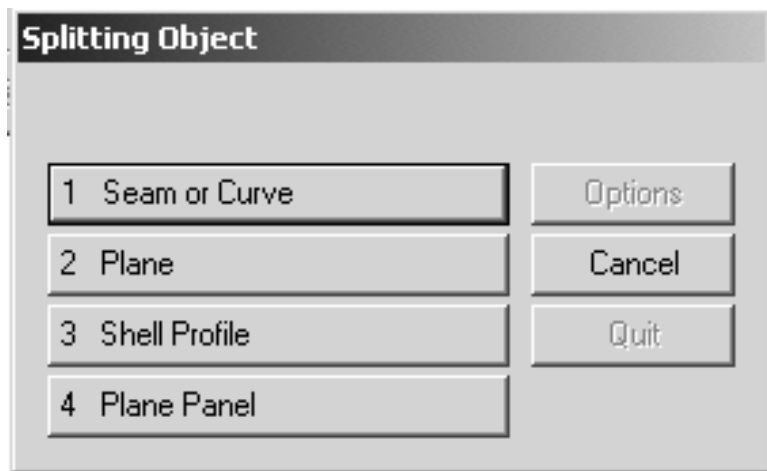 Splitting Object
1 Seam or Curve
Options
2 Plane
Cancel
3 Shell Profile
Quit
4 Plane Panel